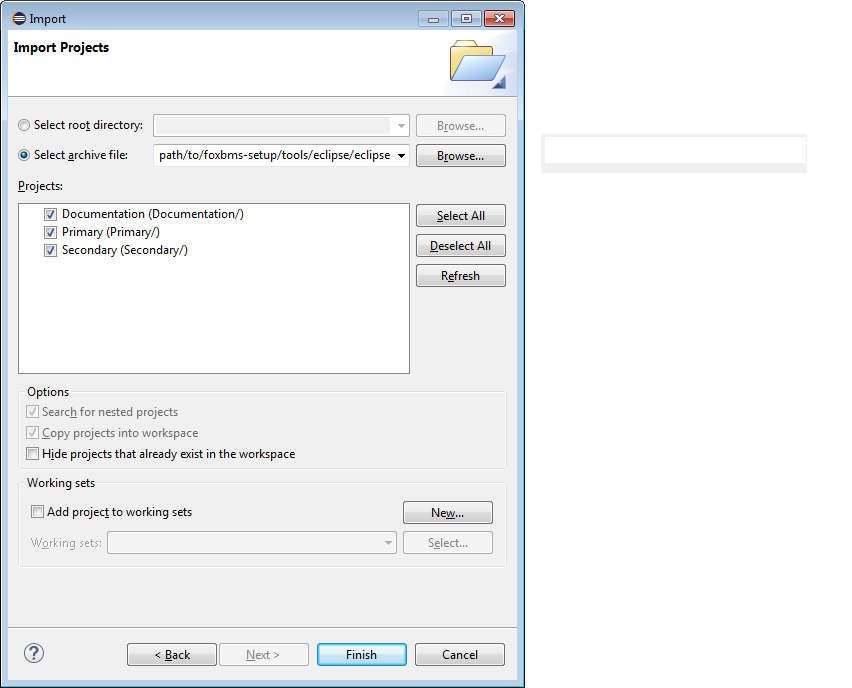 Import
Import Projects
Select root directory:
Browse...
Select archive file:
path/to/foxbms-setup/tools/eclipse/eclipse
Browse...
Projects:
Documentation (Documentation/)
Primary (Primary/)
Secondary (Secondary/)
Select All
Deselect All
Refresh
Options
Search for nested projects
Copy projects into workspace
Hide projects that already exist in the workspace
Working sets
Add project to working sets
New...
Working sets:
Select...
< Back
Next >
Finish
Cancel